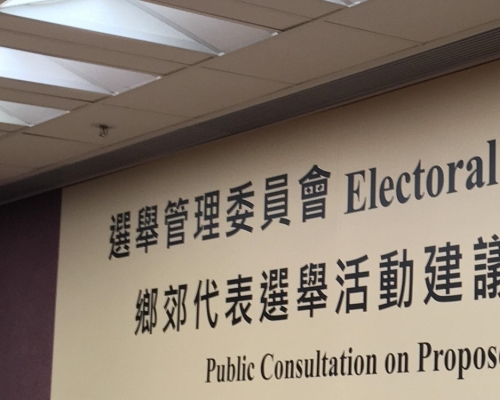 選舉管理委員會 Electoral
鄉郊代表選舉活動建議
Public Consultation on